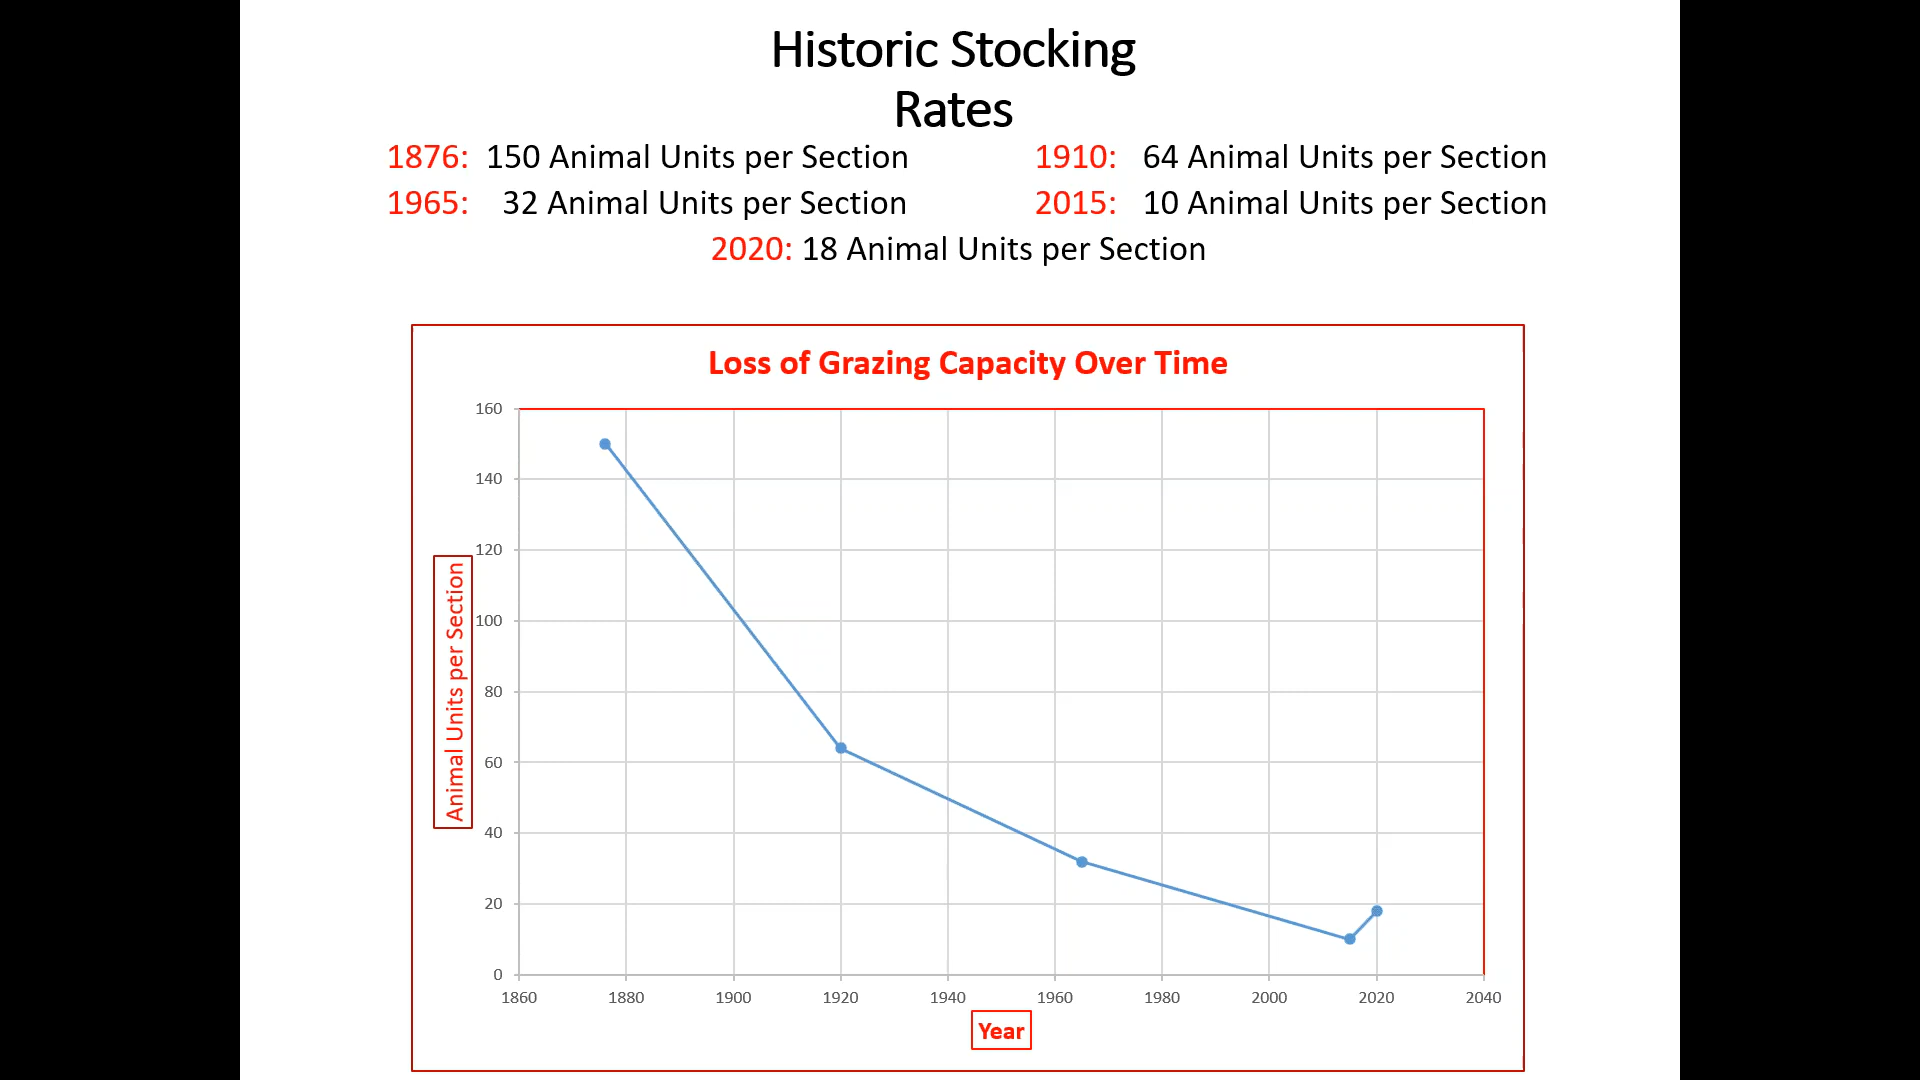 Historic Stocking
Rates
1876: 150 Animal Units per Section 1910: 64 Animal Units per Section
1965: 32 Animal Units per Section 2015: 10 Animal Units per Section
2020: 18 Animal Units per Section
Loss of Grazing Capacity Over Time
160
140
120
100
80
60
40
20
0
Animal Units per Section
1860 1880 1900 1920 1940 1960 1980 2000 2020 2040
Year